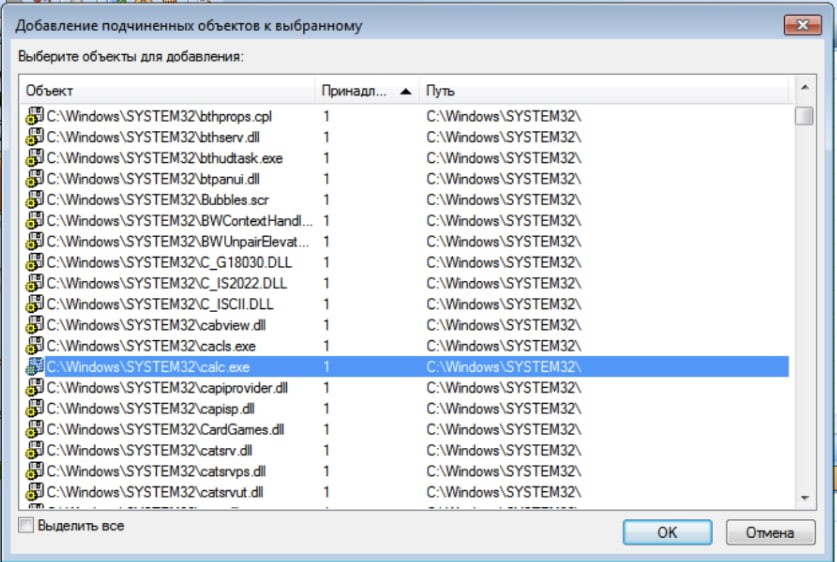 Добавление подчиненных объектов к выбранному
Выберите объекты для добавления:
Объект Принадл... Путь
C:\Windows\SYSTEM32\bthprops.cpl 1 C:\Windows\SYSTEM32\
C:\Windows\SYSTEM32\bthserv.dll 1 C:\Windows\SYSTEM32\
C:\Windows\SYSTEM32\bthudtask.exe 1 C:\Windows\SYSTEM32\
C:\Windows\SYSTEM32\btpanui.dll 1 C:\Windows\SYSTEM32\
C:\Windows\SYSTEM32\Bubbles.scr 1 C:\Windows\SYSTEM32\
C:\Windows\SYSTEM32\BWContextHandl... 1 C:\Windows\SYSTEM32\
C:\Windows\SYSTEM32\BWUnpairElevat... 1 C:\Windows\SYSTEM32\
C:\Windows\SYSTEM32\C_G18030.DLL 1 C:\Windows\SYSTEM32\
C:\Windows\SYSTEM32\C_IS2022.DLL 1 C:\Windows\SYSTEM32\
C:\Windows\SYSTEM32\C_ISCII.DLL 1 C:\Windows\SYSTEM32\
C:\Windows\SYSTEM32\cabview.dll 1 C:\Windows\SYSTEM32\
C:\Windows\SYSTEM32\cacls.exe 1 C:\Windows\SYSTEM32\
C:\Windows\SYSTEM32\calc.exe 1 C:\Windows\SYSTEM32\
C:\Windows\SYSTEM32\capiprovider.dll 1 C:\Windows\SYSTEM32\
C:\Windows\SYSTEM32\capisp.dll 1 C:\Windows\SYSTEM32\
C:\Windows\SYSTEM32\CardGames.dll 1 C:\Windows\SYSTEM32\
C:\Windows\SYSTEM32\catsrv.dll 1 C:\Windows\SYSTEM32\
C:\Windows\SYSTEM32\catsrvps.dll 1 C:\Windows\SYSTEM32\
C:\Windows\SYSTEM32\catsrvut.dll 1 C:\Windows\SYSTEM32\
Выделить все
OK Отмена